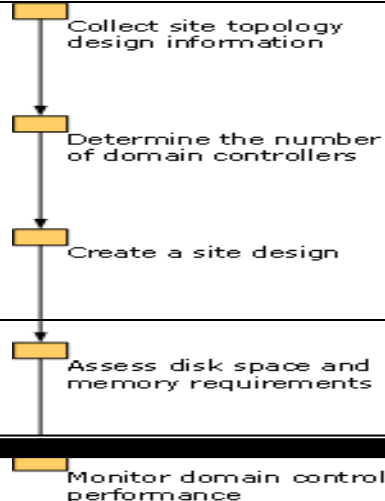 Collect site topology
design information
Determine the number
of domain controllers
Create a site design
Assess disk space and
memory requirements
Monitor domain control
performance